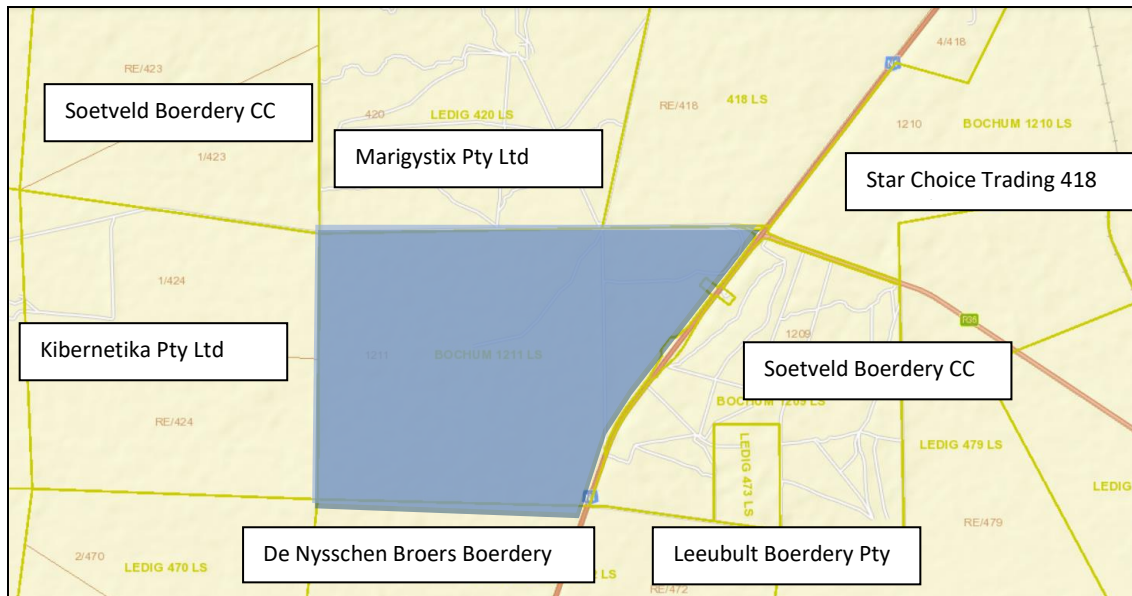 RE/423
Soetveld Boerdery CC
1/423
420
LEDIG 420 LS
Marigystix Pty Ltd
RE/418
418 LS
4/418
1210
BOCHUM 1210 LS
Star Choice Trading 418
1/424
Kibernetika Pty Ltd
RE/424
1211
BOCHUM 1211 LS
1209
Soetveld Boerdery CC
BOCHUM 1209 LS
LEDIG 473 LS
LEDIG 479 LS
LEDIG
RE/479
2/470
LEDIG 470 LS
De Nysschen Broers Boerdery
LS
Leeubult Boerdery Pty
RE/472